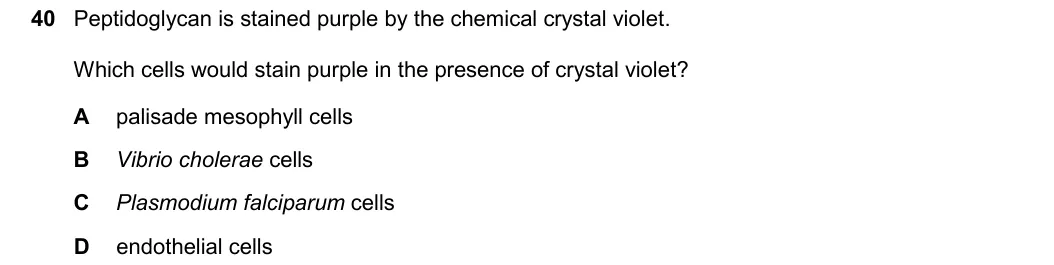 40 Peptidoglycan is stained purple by the chemical crystal violet.
Which cells would stain purple in the presence of crystal violet?
A palisade mesophyll cells
B Vibrio cholerae cells
C Plasmodium falciparum cells
D endothelial cells